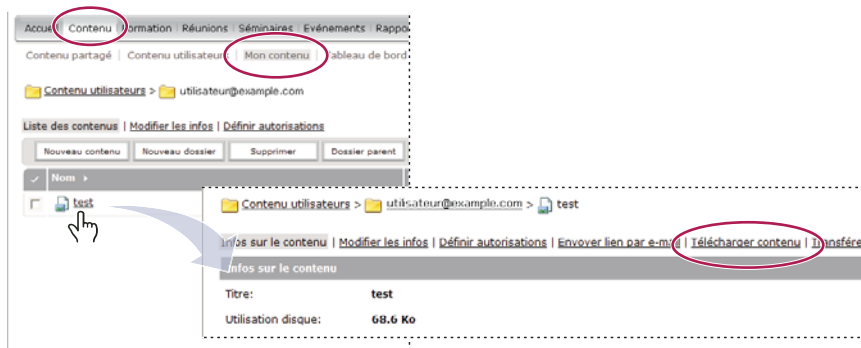 Accueil Contenu Formation Réunions Séminaires Evénements Rappo
Contenu partagé | Contenu utilisateurs | Mon contenu | Tableau de bord
Contenu utilisateurs > utilisateur@example.com
Liste des contenus | Modifier les infos | Définir autorisations
Nouveau contenu Nouveau dossier Supprimer Dossier parent
Nom
test
Contenu utilisateurs > utilisateur@example.com > test
Infos sur le contenu | Modifier les infos | Définir autorisations | Envoyer lien par e-mail | Télécharger contenu | Transfére
Infos sur le contenu
Titre: test
Utilisation disque: 68.6 Ko